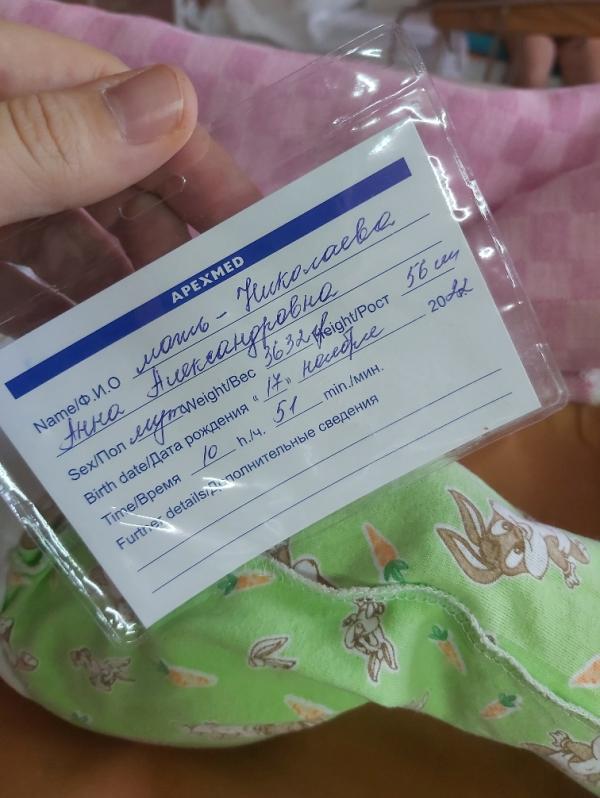 APEXMED
Name/Ф.И.О мать - Николаева
Анна Александровна
Sex/Пол муж Weight/Вес 3632 Height/Рост 56 см
Birth date/Дата рождения "17" ноября 2022
Time/Время 10 h./ч. 51 min./мин.
Further details/Дополнительные сведения